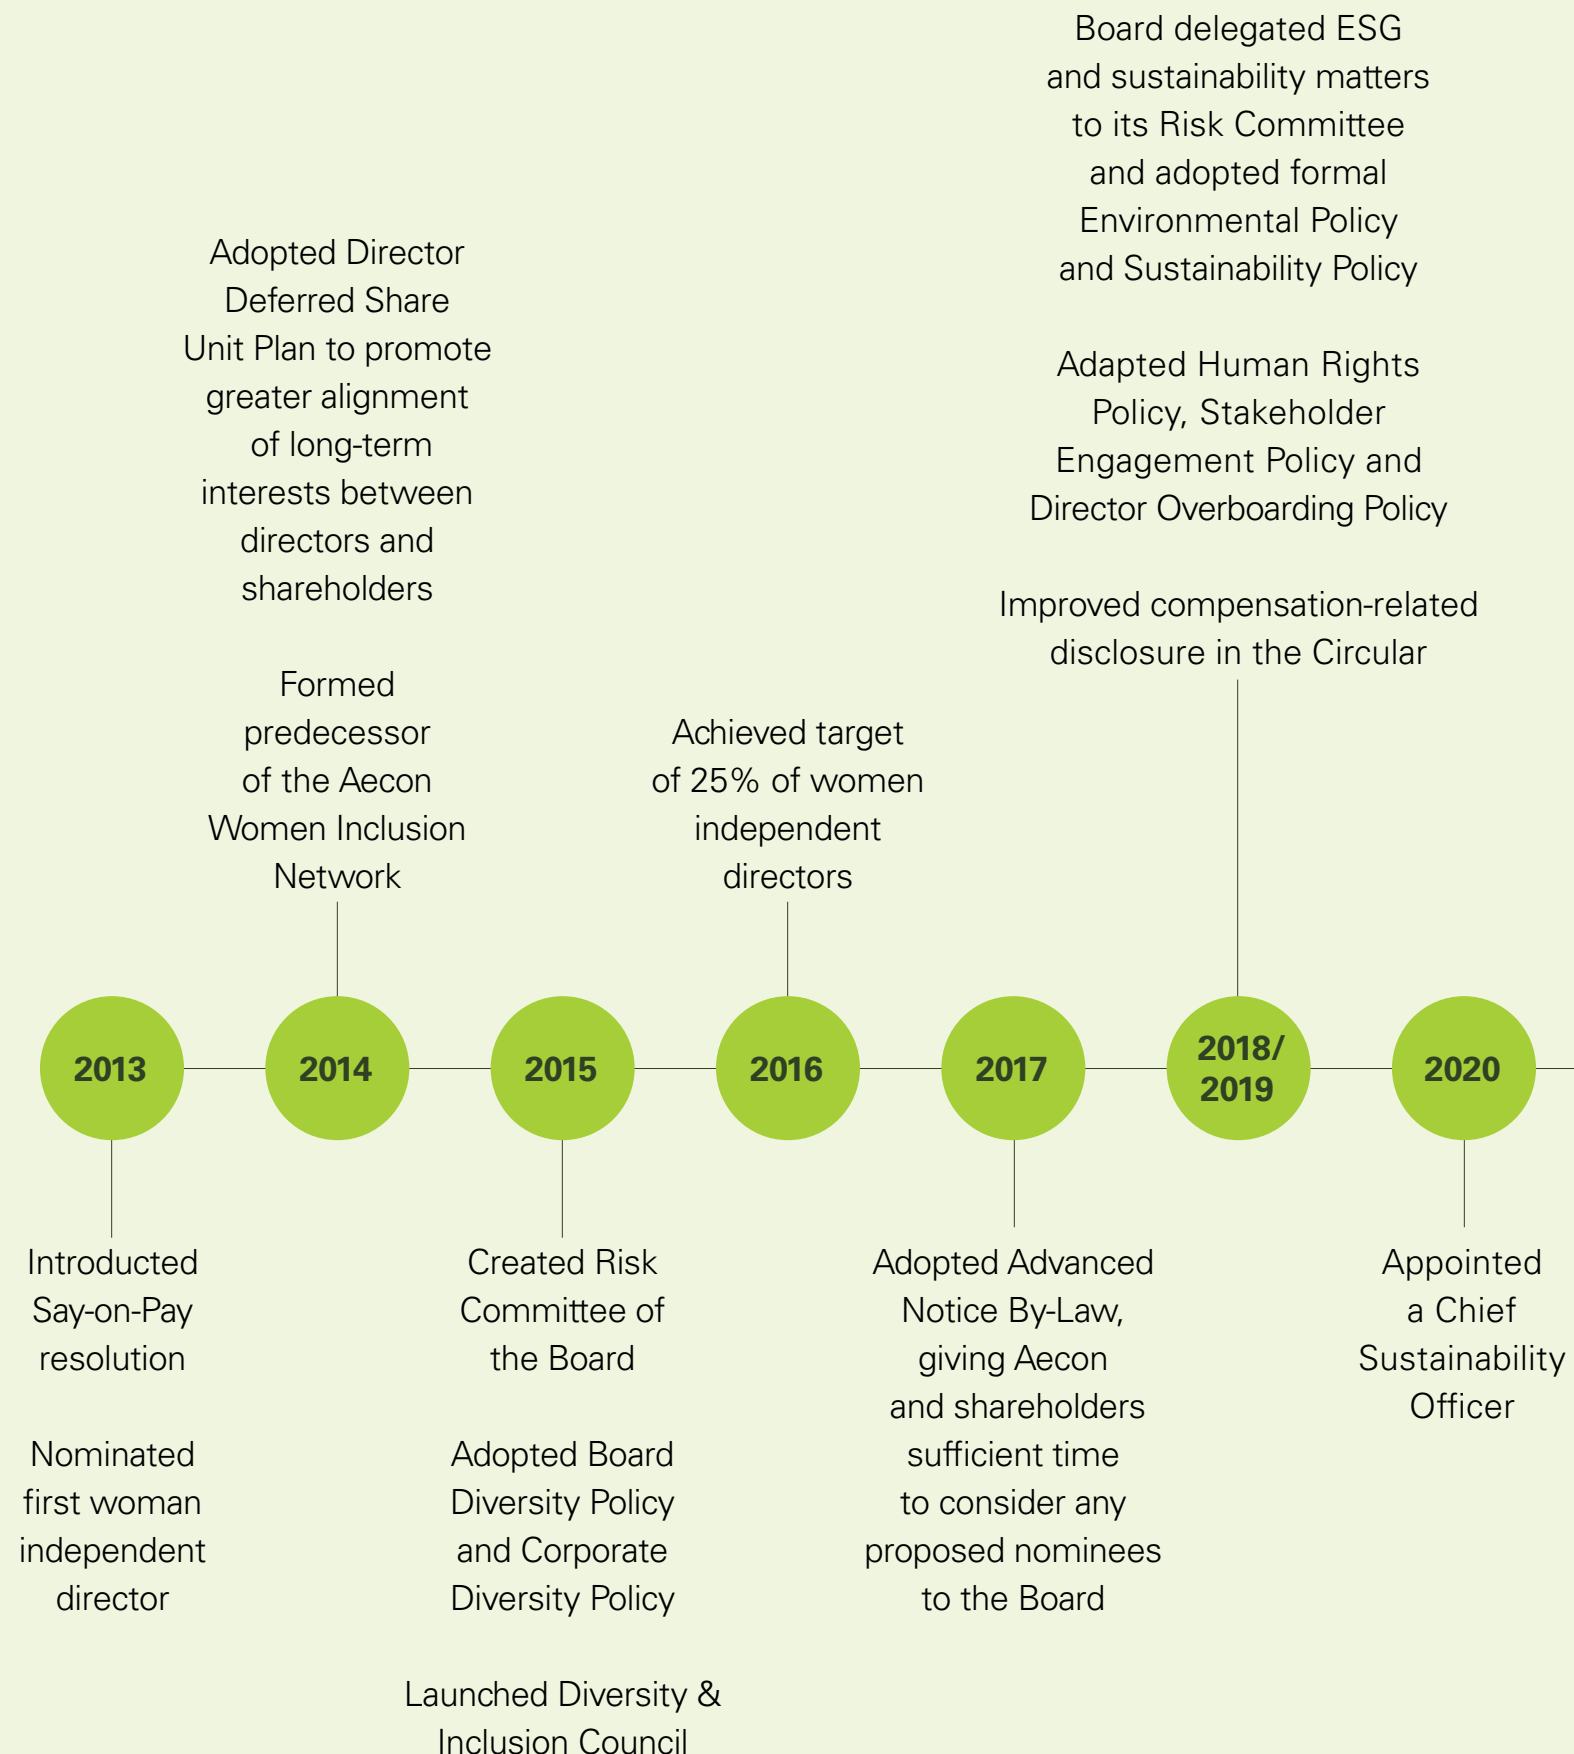 Board delegated ESG
and sustainability matters
to its Risk Committee
and adopted formal
Environmental Policy
and Sustainability Policy
Adapted Human Rights
Policy, Stakeholder
Engagement Policy and
Director Overboarding Policy
Improved compensation-related
disclosure in the Circular
Adopted Director
Deferred Share
Unit Plan to promote
greater alignment
of long-term
interests between
directors and
shareholders
Formed
predecessor
of the Aecon
Women Inclusion
Network
Achieved target
of 25% of women
independent
directors
2013
2014
2015
2016
2017
2018/
2019
2020
Introducted
Say-on-Pay
resolution
Nominated
first woman
independent
director
Created Risk
Committee of
the Board
Adopted Board
Diversity Policy
and Corporate
Diversity Policy
Launched Diversity &
Inclusion Council
Adopted Advanced
Notice By-Law,
giving Aecon
and shareholders
sufficient time
to consider any
proposed nominees
to the Board
Appointed
a Chief
Sustainability
Officer